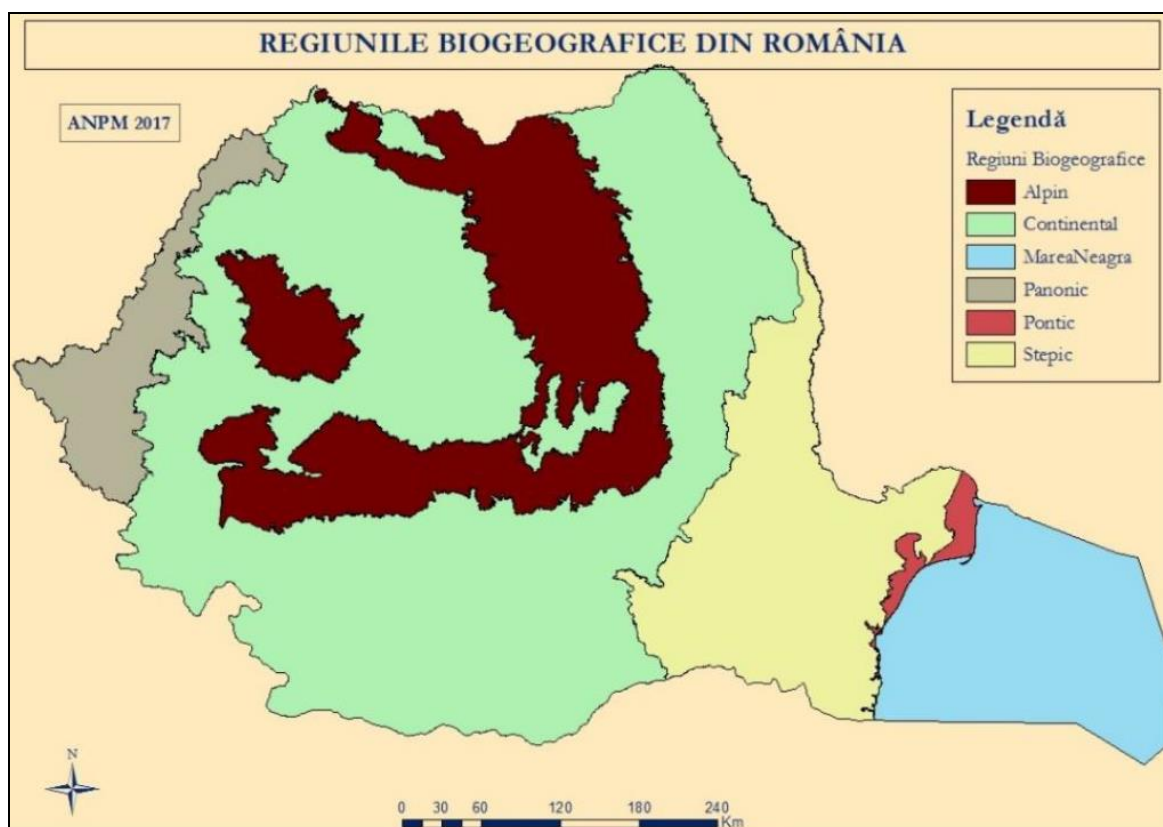 REGIUNILE BIOGEOGRAFICE DIN ROMÂNIA
ANPM 2017
Legendă
Regiuni Biogeografice
Alpin
Continental
MareaNeagra
Panonic
Pontic
Stepic
N
0 30 60 120 180 240
Km